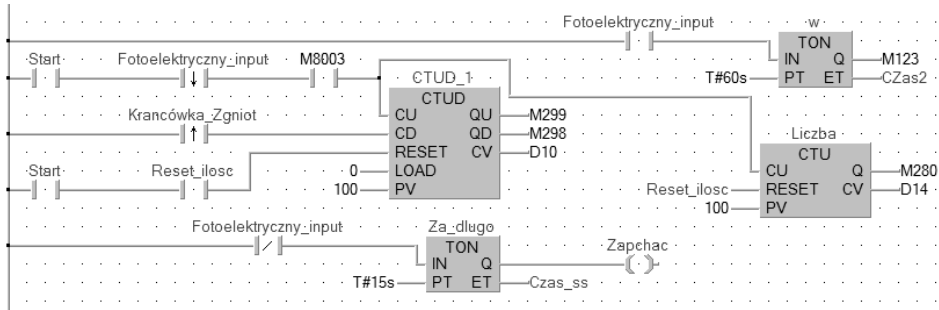 Fotoelektryczny_input w
TON
IN Q M123
T#60s PT ET CZas2
Start Fotoelektryczny_input M8003
CTUD_1
CTUD
CU QU M299
Krancówka_Zgniot
CD QD M298
RESET CV D10
Start Reset_ilosc
0 LOAD
100 PV
Liczba
CTU
CU Q M280
Reset_ilosc RESET CV D14
100 PV
Fotoelektryczny_input Za_dlugo
TON
IN Q
Zapchac
T#15s PT ET Czas_ss